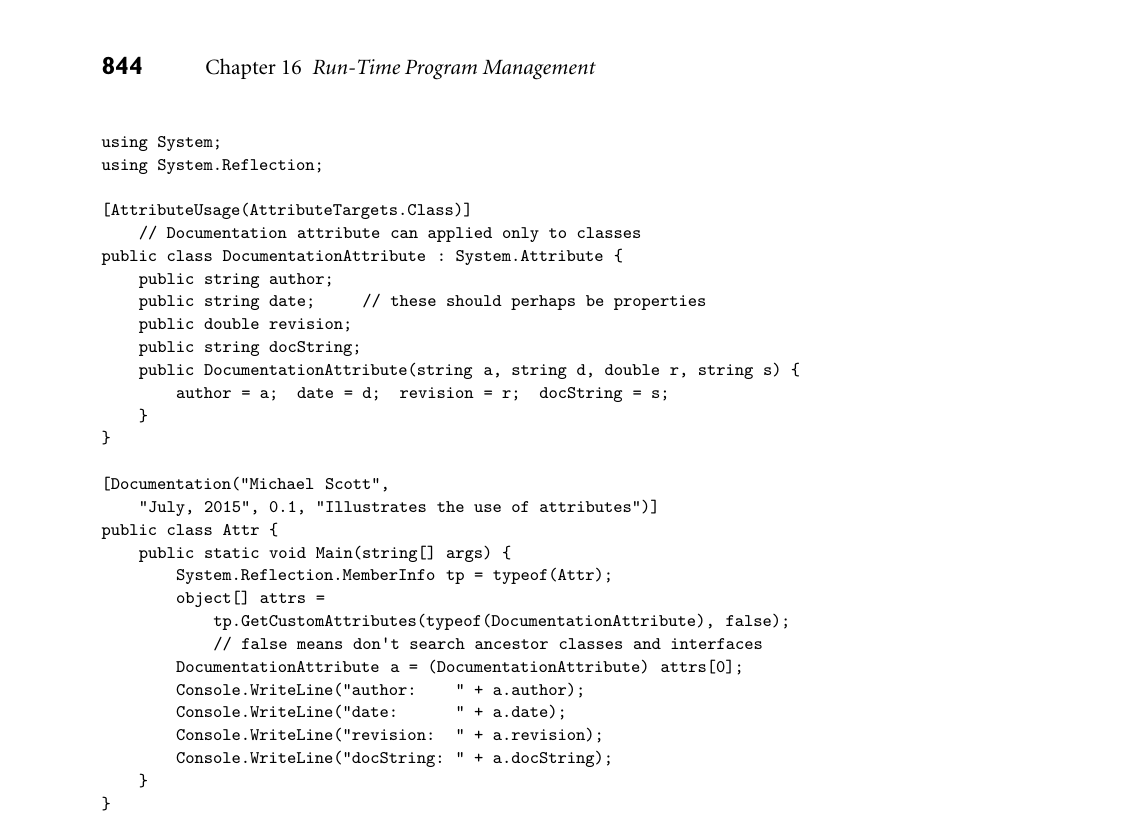 844 Chapter 16 Run-Time Program Management
using System;
using System.Reflection;
[AttributeUsage(AttributeTargets.Class)]
    // Documentation attribute can applied only to classes
public class DocumentationAttribute : System.Attribute {
    public string author;
    public string date;     // these should perhaps be properties
    public double revision;
    public string docString;
    public DocumentationAttribute(string a, string d, double r, string s) {
        author = a;  date = d;  revision = r;  docString = s;
    }
}
[Documentation("Michael Scott",
    "July, 2015", 0.1, "Illustrates the use of attributes")]
public class Attr {
    public static void Main(string[] args) {
        System.Reflection.MemberInfo tp = typeof(Attr);
        object[] attrs =
            tp.GetCustomAttributes(typeof(DocumentationAttribute), false);
            // false means don't search ancestor classes and interfaces
        DocumentationAttribute a = (DocumentationAttribute) attrs[0];
        Console.WriteLine("author:    " + a.author);
        Console.WriteLine("date:      " + a.date);
        Console.WriteLine("revision:  " + a.revision);
        Console.WriteLine("docString: " + a.docString);
    }
}